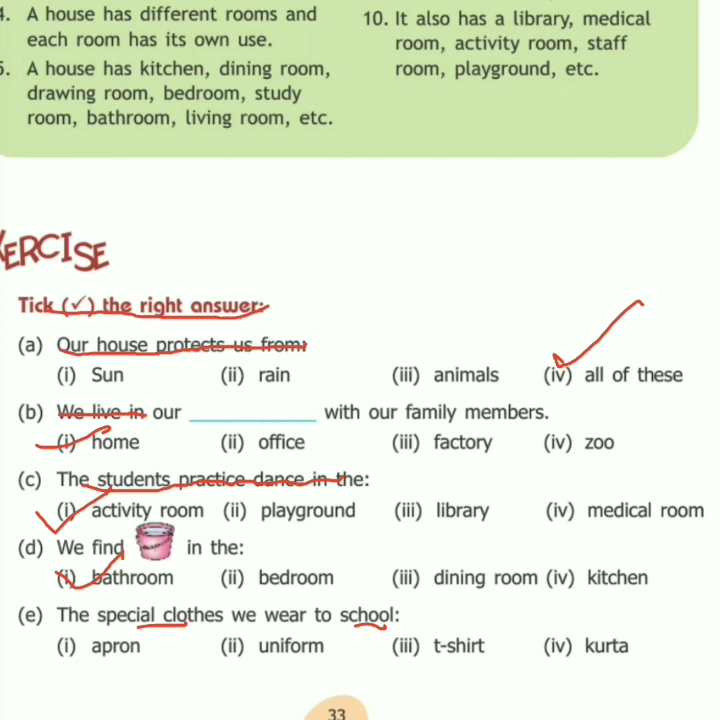 4. A house has different rooms and
each room has its own use.
5. A house has kitchen, dining room,
drawing room, bedroom, study
room, bathroom, living room, etc.
10. It also has a library, medical
room, activity room, staff
room, playground, etc.
EXERCISE
Tick (✓) the right answer:
(a) Our house protects us from:
(i) Sun (ii) rain (iii) animals (iv) all of these
(b) We live in our ____________ with our family members.
(i) home (ii) office (iii) factory (iv) zoo
(c) The students practice dance in the:
(i) activity room (ii) playground (iii) library (iv) medical room
(d) We find in the:
(i) bathroom (ii) bedroom (iii) dining room (iv) kitchen
(e) The special clothes we wear to school:
(i) apron (ii) uniform (iii) t-shirt (iv) kurta
33